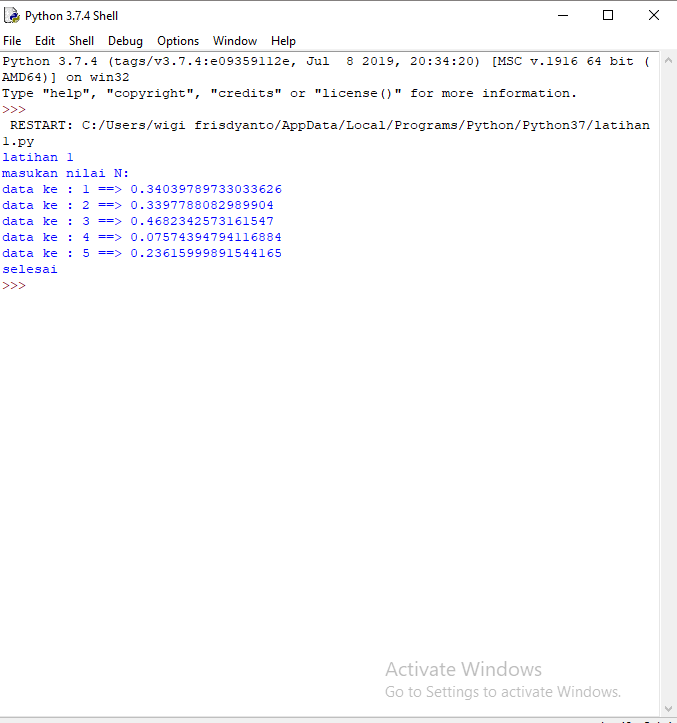 Python 3.7.4 Shell
File Edit Shell Debug Options Window Help
Python 3.7.4 (tags/v3.7.4:e09359112e, Jul  8 2019, 20:34:20) [MSC v.1916 64 bit (
AMD64)] on win32
Type "help", "copyright", "credits" or "license()" for more information.
>>>
 RESTART: C:/Users/wigi frisdyanto/AppData/Local/Programs/Python/Python37/latihan
1.py
latihan 1
masukan nilai N:
data ke : 1 ==> 0.34039789733033626
data ke : 2 ==> 0.3397788082989904
data ke : 3 ==> 0.4682342573161547
data ke : 4 ==> 0.07574394794116884
data ke : 5 ==> 0.23615999891544165
selesai
>>>
Activate Windows
Go to Settings to activate Windows.